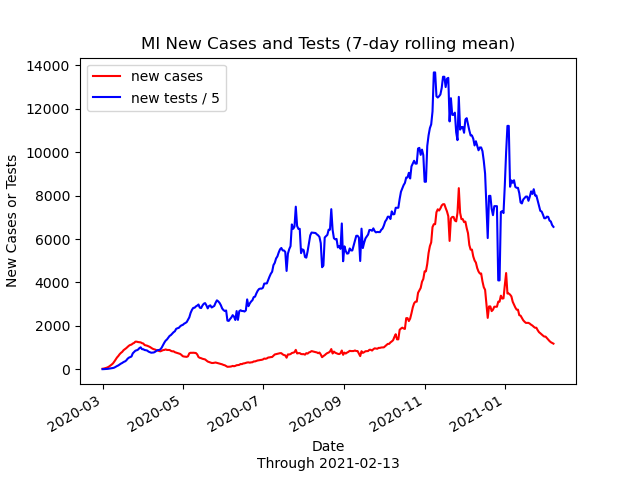 MI New Cases and Tests (7-day rolling mean)
new cases
new tests / 5
14000
12000
10000
8000
6000
4000
2000
0
New Cases or Tests
2020-03
2020-05
2020-07
2020-09
2020-11
2021-01
Date
Through 2021-02-13